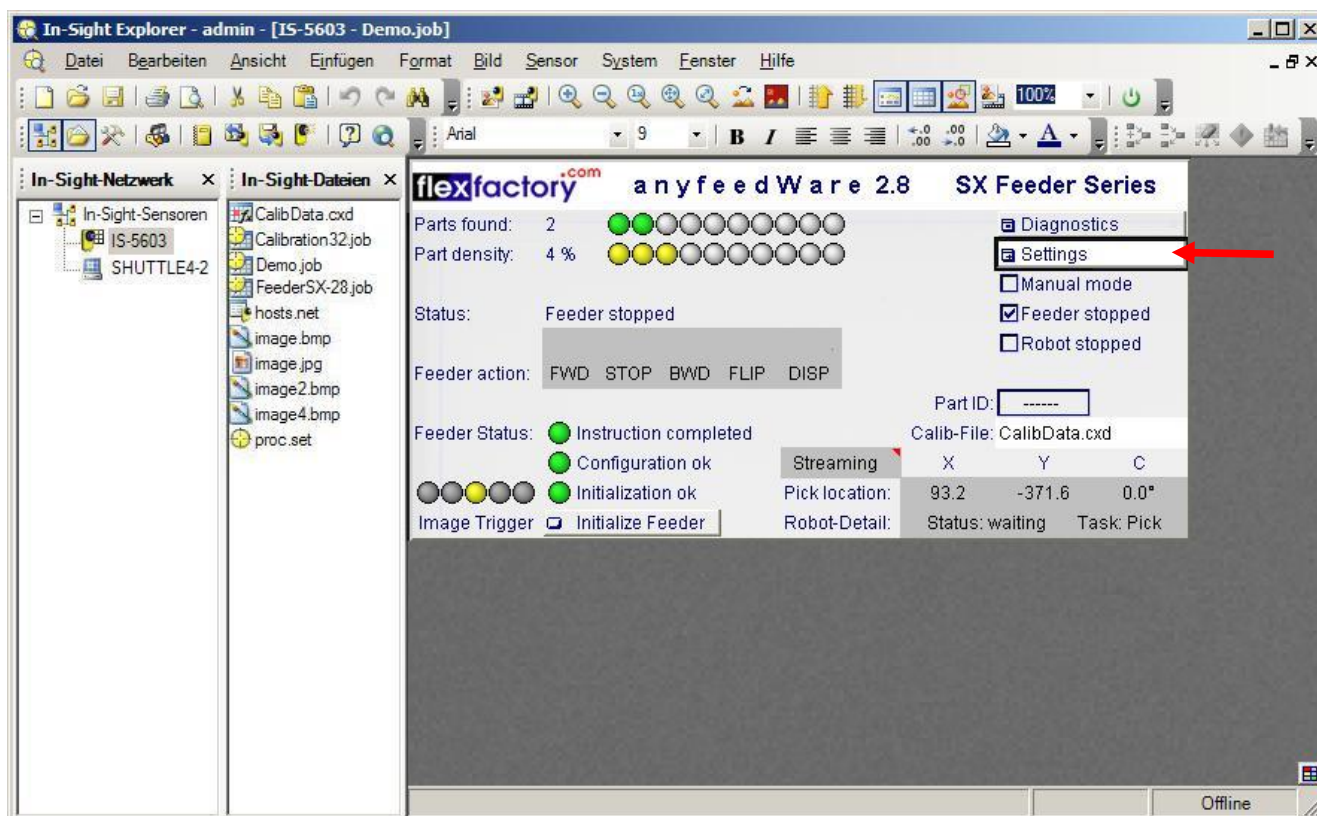 In-Sight Explorer - admin - [IS-5603 - Demo.job]
Datei Bearbeiten Ansicht Einfügen Format Bild Sensor System Fenster Hilfe
100%
Arial 9 B I
In-Sight-Netzwerk
In-Sight-Sensoren
IS-5603
SHUTTLE4-2
In-Sight-Dateien
CalibData.cxd
Calibration32.job
Demo.job
FeederSX-28.job
hosts.net
image.bmp
image.jpg
image2.bmp
image4.bmp
proc.set
flexfactory.com anyfeedWare 2.8 SX Feeder Series
Parts found: 2 Diagnostics
Part density: 4 % Settings
Manual mode
Status: Feeder stopped Feeder stopped
Robot stopped
Feeder action: FWD STOP BWD FLIP DISP
Part ID: ------
Feeder Status: Instruction completed Calib-File: CalibData.cxd
Configuration ok Streaming X Y C
Initialization ok Pick location: 93.2 -371.6 0.0°
Image Trigger Initialize Feeder Robot-Detail: Status: waiting Task: Pick
Offline